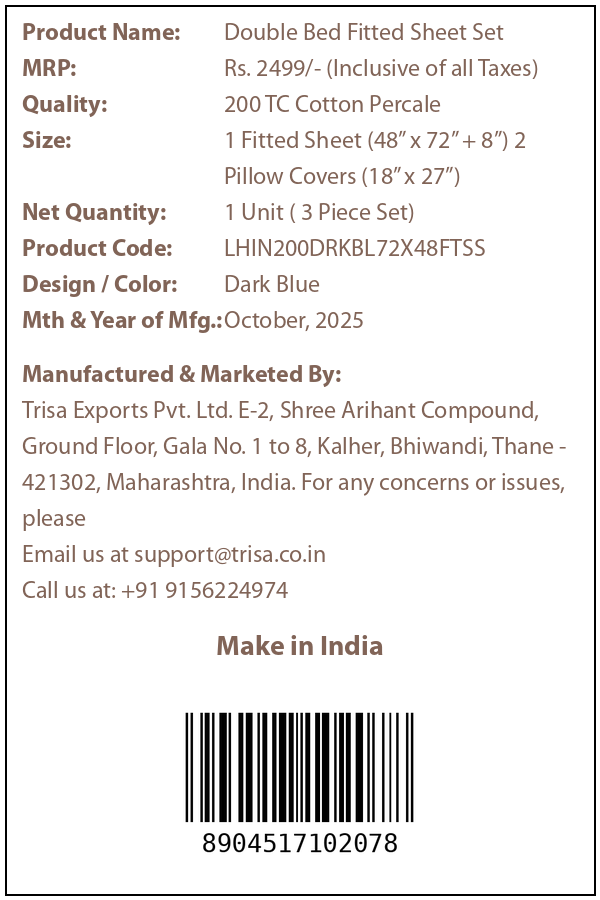 Product Name: Double Bed Fitted Sheet Set
MRP: Rs. 2499/- (Inclusive of all Taxes)
Quality: 200 TC Cotton Percale
Size: 1 Fitted Sheet (48” x 72” + 8”) 2
Pillow Covers (18” x 27”)
Net Quantity: 1 Unit ( 3 Piece Set)
Product Code: LHIN200DRKBL72X48FTSS
Design / Color: Dark Blue
Mth & Year of Mfg.: October, 2025
Manufactured & Marketed By:
Trisa Exports Pvt. Ltd. E-2, Shree Arihant Compound,
Ground Floor, Gala No. 1 to 8, Kalher, Bhiwandi, Thane -
421302, Maharashtra, India. For any concerns or issues,
please
Email us at support@trisa.co.in
Call us at: +91 9156224974
Make in India
8904517102078